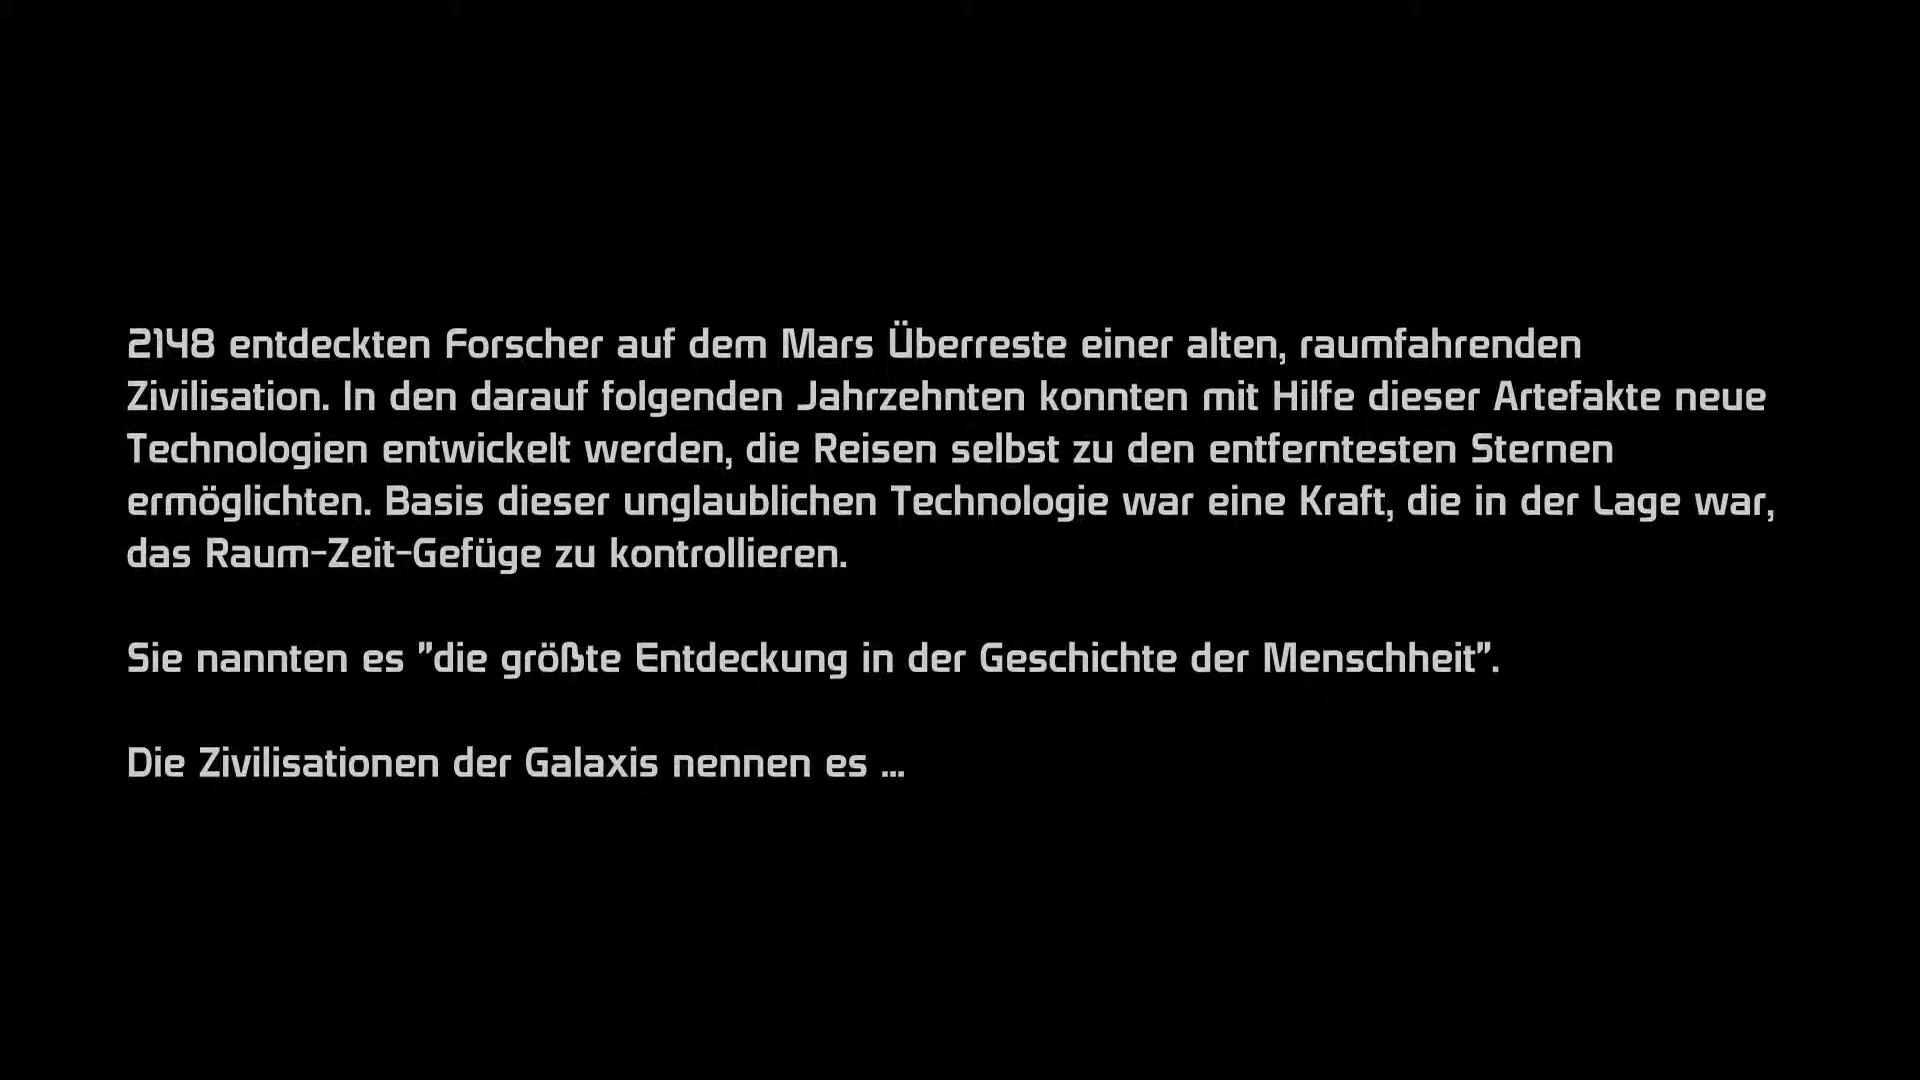 2148 entdeckten Forscher auf dem Mars Überreste einer alten, raumfahrenden
Zivilisation. In den darauf folgenden Jahrzehnten konnten mit Hilfe dieser Artefakte neue
Technologien entwickelt werden, die Reisen selbst zu den entferntesten Sternen
ermöglichten. Basis dieser unglaublichen Technologie war eine Kraft, die in der Lage war,
das Raum-Zeit-Gefüge zu kontrollieren.
Sie nannten es "die größte Entdeckung in der Geschichte der Menschheit".
Die Zivilisationen der Galaxis nennen es ...